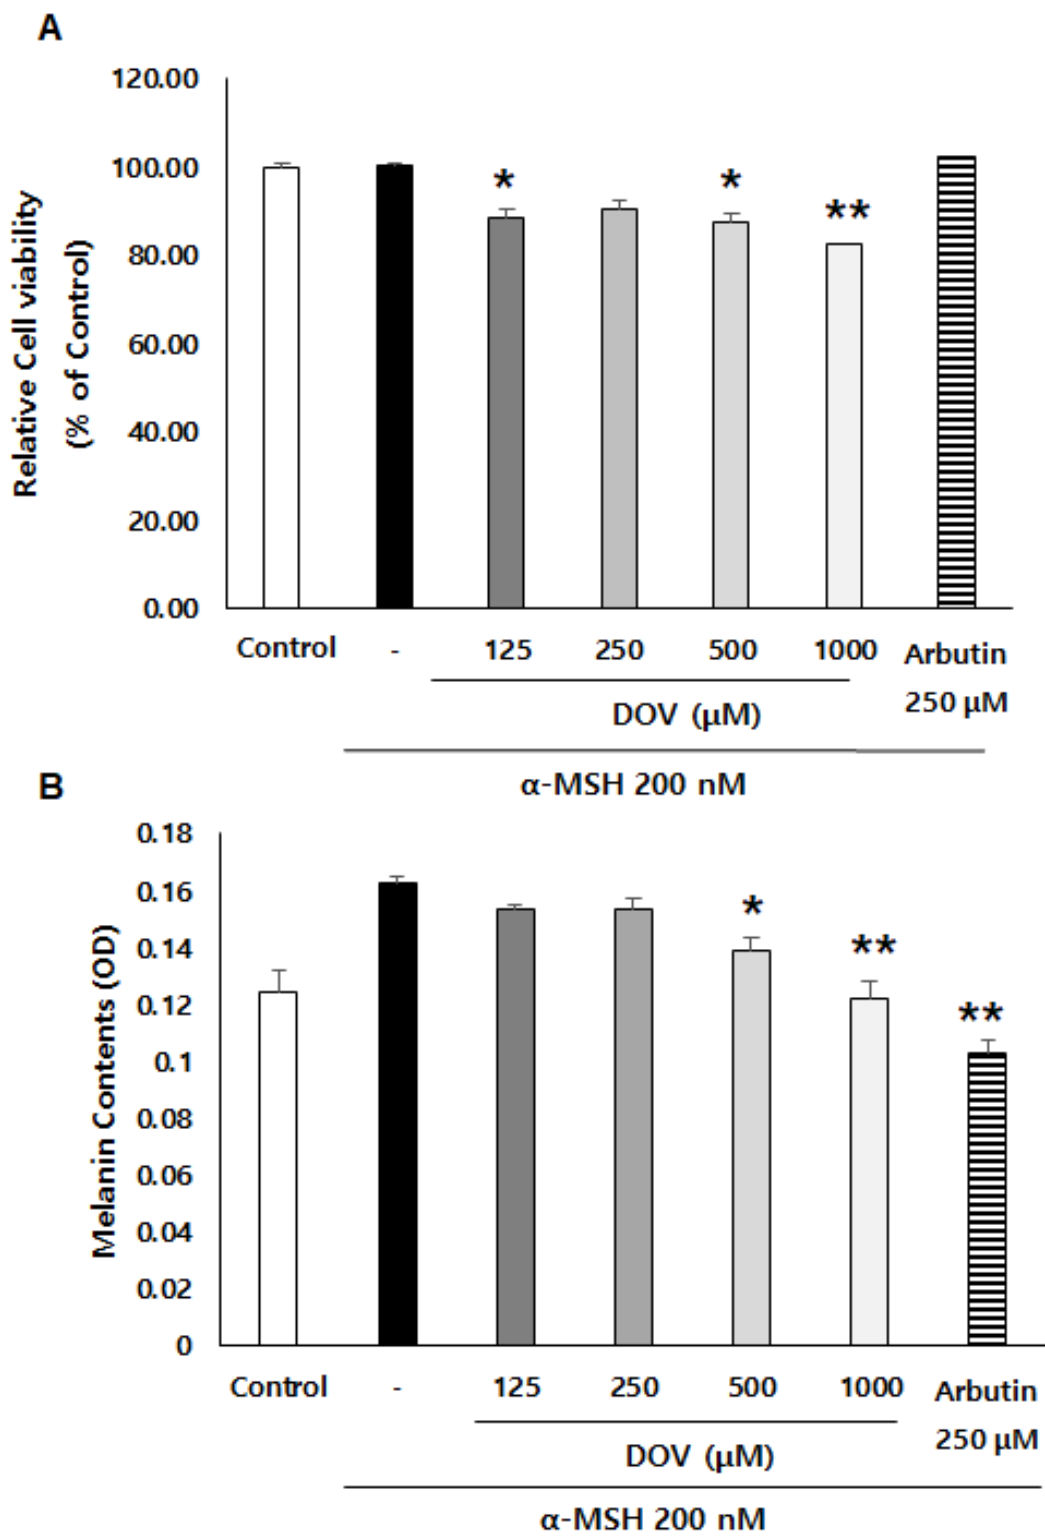 A
120.00
100.00
80.00
60.00
40.00
20.00
0.00
Relative Cell viability
(% of Control)
* * **
Control - 125 250 500 1000 Arbutin
250 μM
DOV (μM)
α-MSH 200 nM
B
0.18
0.16
0.14
0.12
0.1
0.08
0.06
0.04
0.02
0
Melanin Contents (OD)
* ** **
Control - 125 250 500 1000 Arbutin
250 μM
DOV (μM)
α-MSH 200 nM